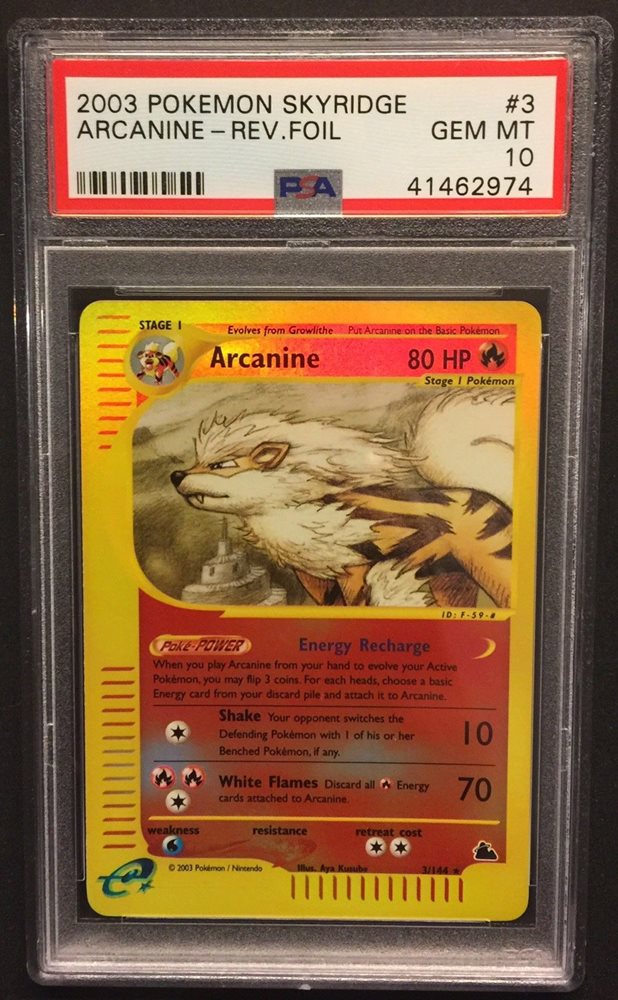 2003 POKEMON SKYRIDGE #3
ARCANINE – REV.FOIL GEM MT
10
PSA 41462974
STAGE 1 Evolves from Growlithe Put Arcanine on the Basic Pokémon
Arcanine 80 HP
Stage 1 Pokémon
ID: F-59-#
Poké-POWER Energy Recharge
When you play Arcanine from your hand to evolve your Active
Pokémon, you may flip 3 coins. For each heads, choose a basic
Energy card from your discard pile and attach it to Arcanine.
Shake Your opponent switches the
Defending Pokémon with 1 of his or her 10
Benched Pokémon, if any.
White Flames Discard all Energy 70
cards attached to Arcanine.
weakness resistance retreat cost
© 2003 Pokémon / Nintendo Illus. Aya Kusube 3/144 ★
e